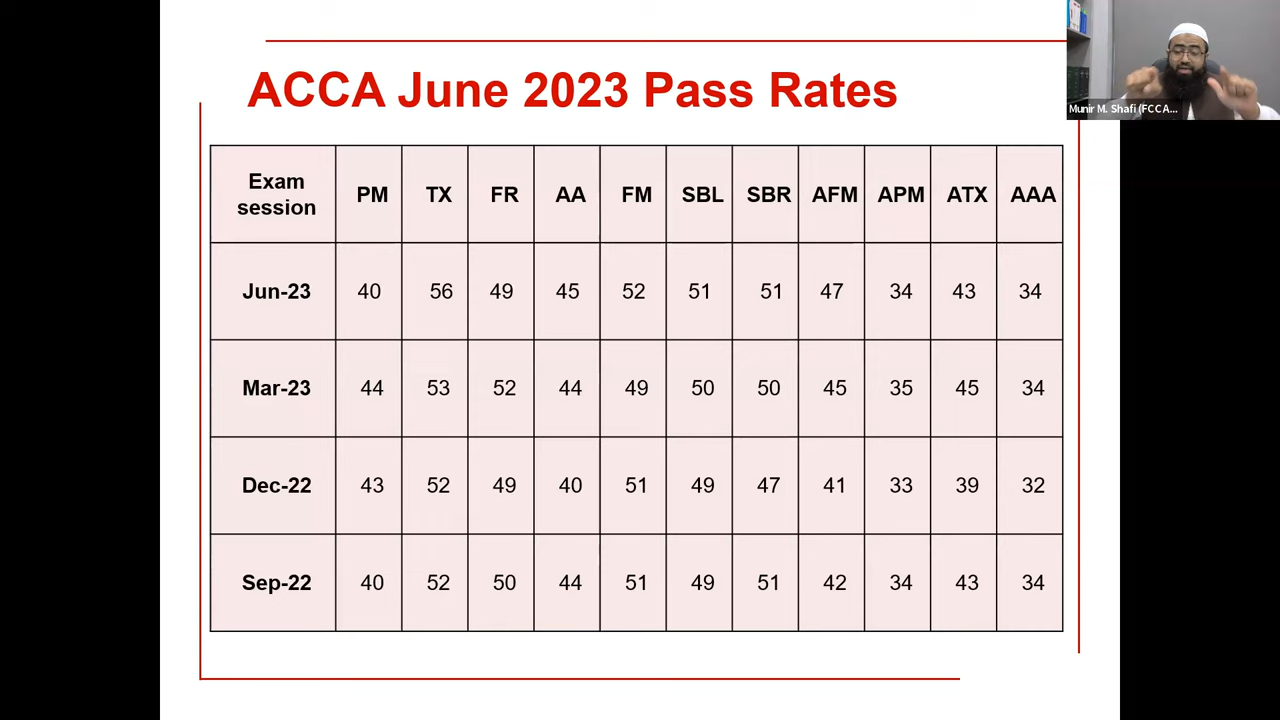 ACCA June 2023 Pass Rates
Munir M. Shafi (FCCA...
Exam session PM TX FR AA FM SBL SBR AFM APM ATX AAA
Jun-23 40 56 49 45 52 51 51 47 34 43 34
Mar-23 44 53 52 44 49 50 50 45 35 45 34
Dec-22 43 52 49 40 51 49 47 41 33 39 32
Sep-22 40 52 50 44 51 49 51 42 34 43 34